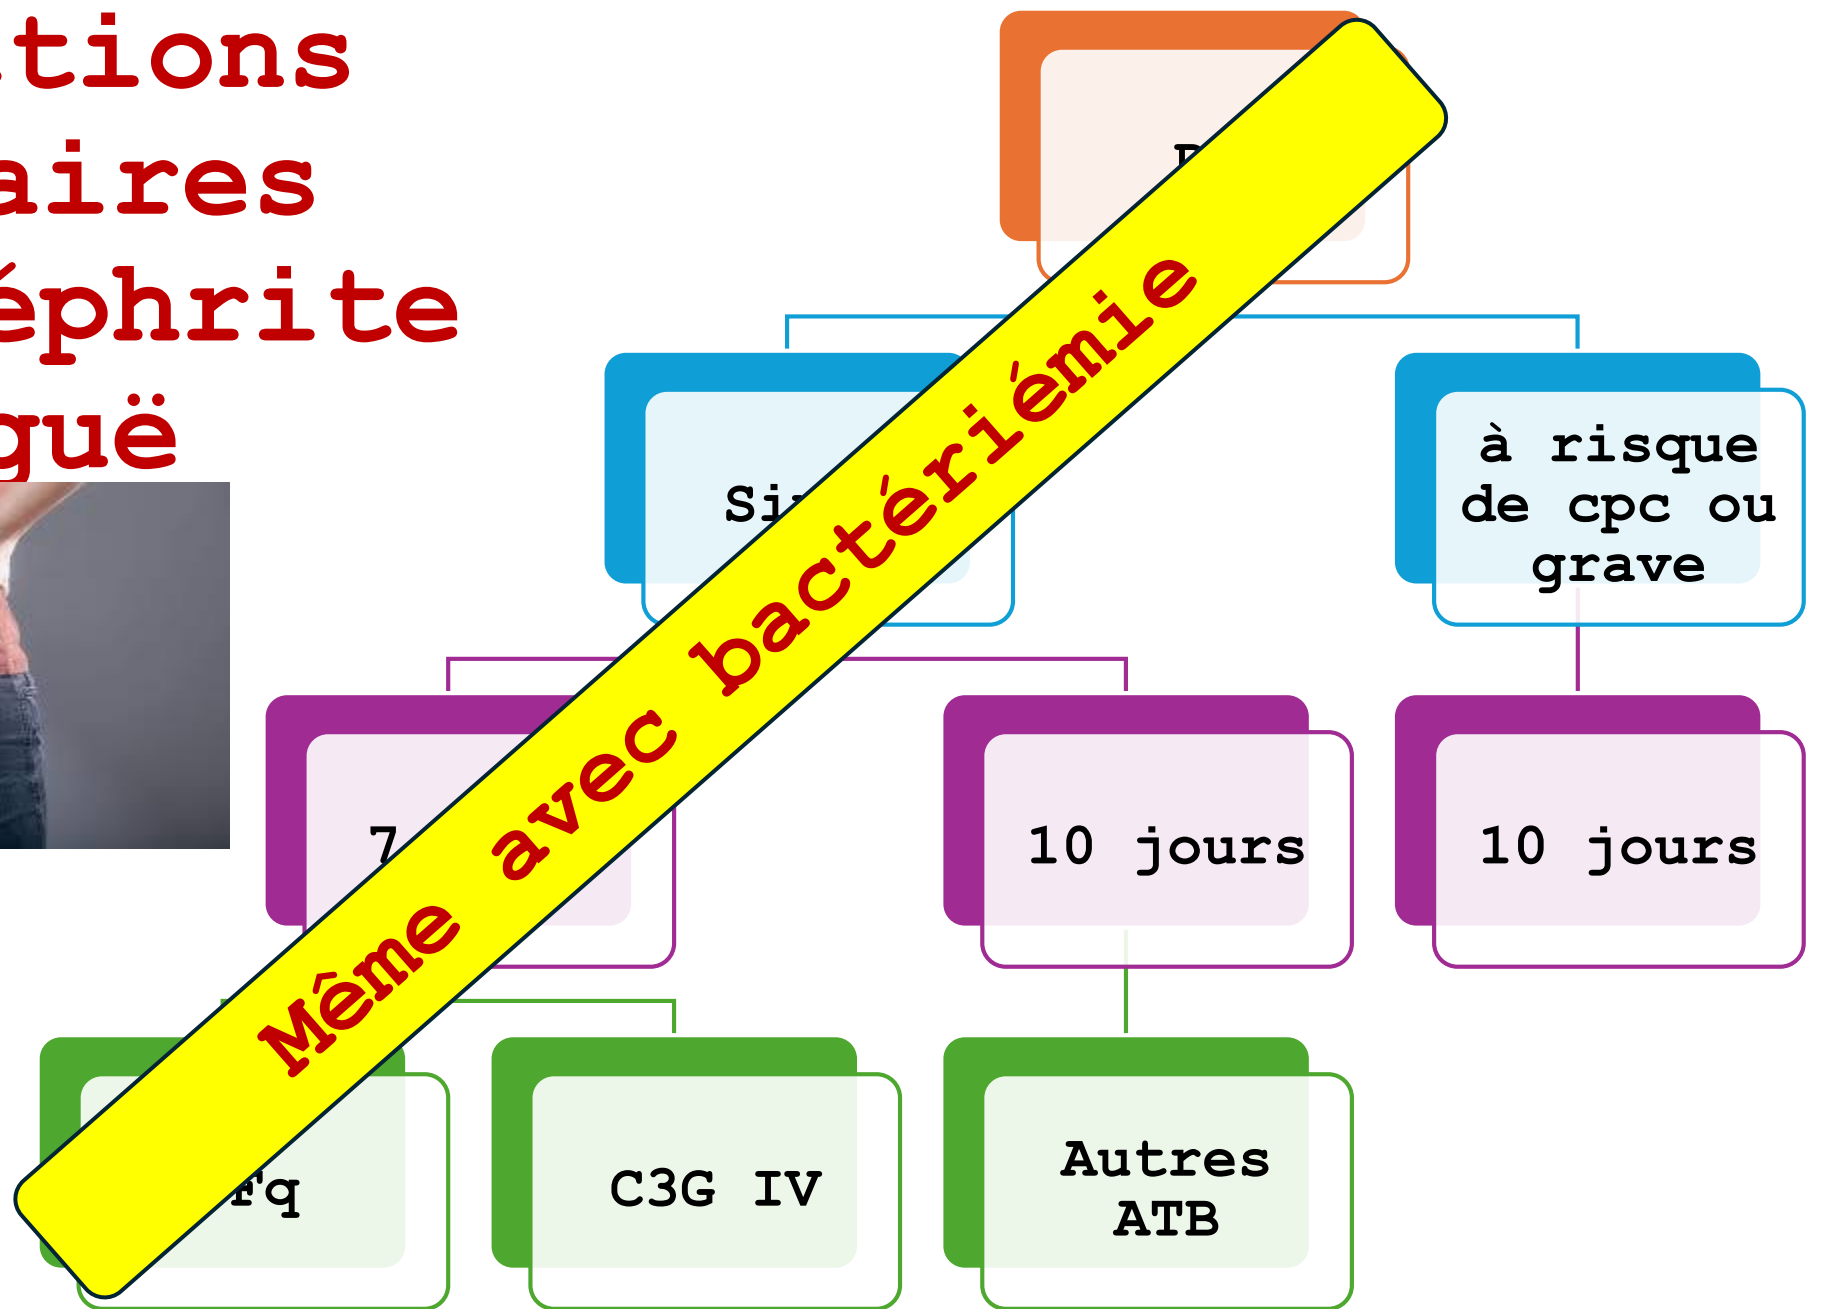 tions
aires
éphrite
guë
à risque
de cpc ou
grave
Même avec bactériémie
7
10 jours
10 jours
Fq
C3G IV
Autres
ATB